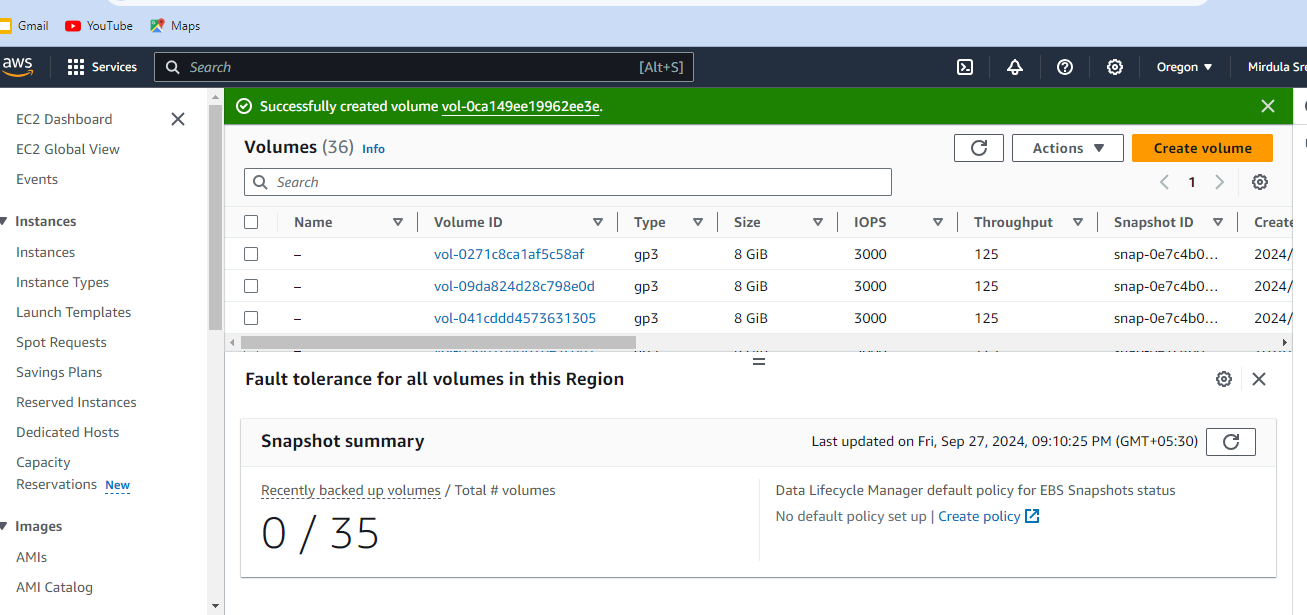 Gmail YouTube Maps
aws Services Search [Alt+S] Oregon Mirdula Sre
EC2 Dashboard
EC2 Global View
Events
Instances
Instances
Instance Types
Launch Templates
Spot Requests
Savings Plans
Reserved Instances
Dedicated Hosts
Capacity
Reservations New
Images
AMIs
AMI Catalog
Successfully created volume vol-0ca149ee19962ee3e.
Volumes (36) Info Actions Create volume
Search 1
Name Volume ID Type Size IOPS Throughput Snapshot ID Create
– vol-0271c8ca1af5c58af gp3 8 GiB 3000 125 snap-0e7c4b0... 2024/
– vol-09da824d28c798e0d gp3 8 GiB 3000 125 snap-0e7c4b0... 2024/
– vol-041cddd4573631305 gp3 8 GiB 3000 125 snap-0e7c4b0... 2024/
Fault tolerance for all volumes in this Region
Snapshot summary Last updated on Fri, Sep 27, 2024, 09:10:25 PM (GMT+05:30)
Recently backed up volumes / Total # volumes
0 / 35
Data Lifecycle Manager default policy for EBS Snapshots status
No default policy set up | Create policy